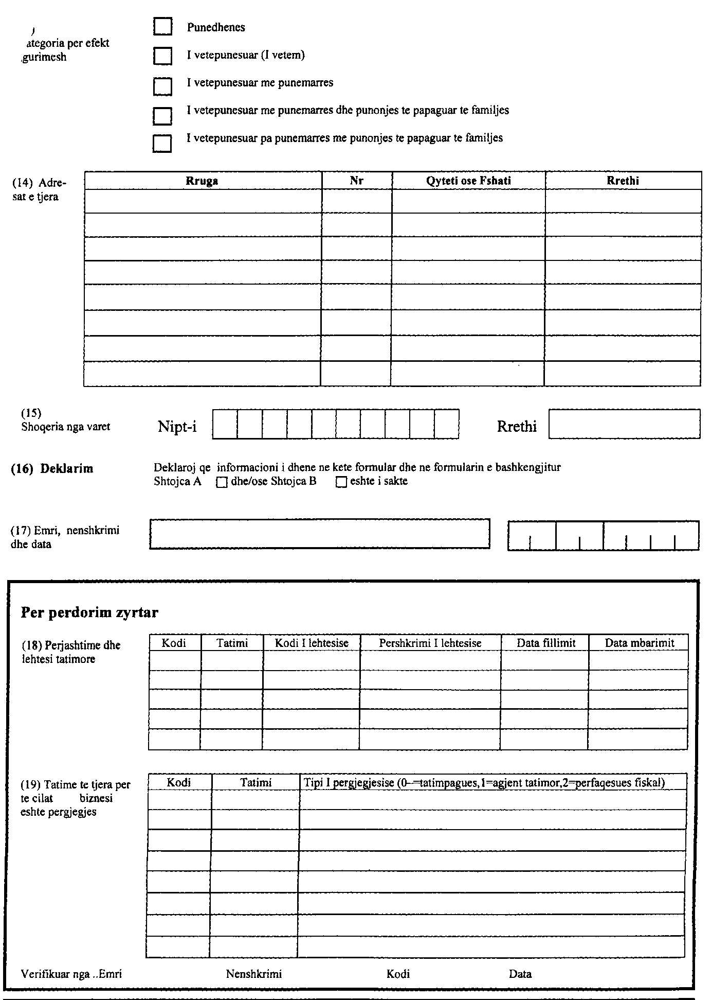 )
ategoria per efekt
gurimesh
Punedhenes
I vetepunesuar (I vetem)
I vetepunesuar me punemarres
I vetepunesuar me punemarres dhe punonjes te papaguar te familjes
I vetepunesuar pa punemarres me punonjes te papaguar te familjes
(14) Adre-
sat e tjera
Rruga Nr Qyteti ose Fshati Rrethi
(15)
Shoqeria nga varet
Nipt-i Rrethi
(16) Deklarim
Deklaroj qe informacioni i dhene ne kete formular dhe ne formularin e bashkengjitur
Shtojca A dhe/ose Shtojca B eshte i sakte
(17) Emri, nenshkrimi
dhe data
Per perdorim zyrtar
(18) Perjashtime dhe
lehtesi tatimore
Kodi Tatimi Kodi I lehtesise Pershkrimi I lehtesise Data fillimit Data mbarimit
(19) Tatime te tjera per
te cilat biznesi
eshte pergjegjes
Kodi Tatimi Tipi I pergjegjesise (0–=tatimpagues,1=agjent tatimor,2=perfaqesues fiskal)
Verifikuar nga ..Emri Nenshkrimi Kodi Data